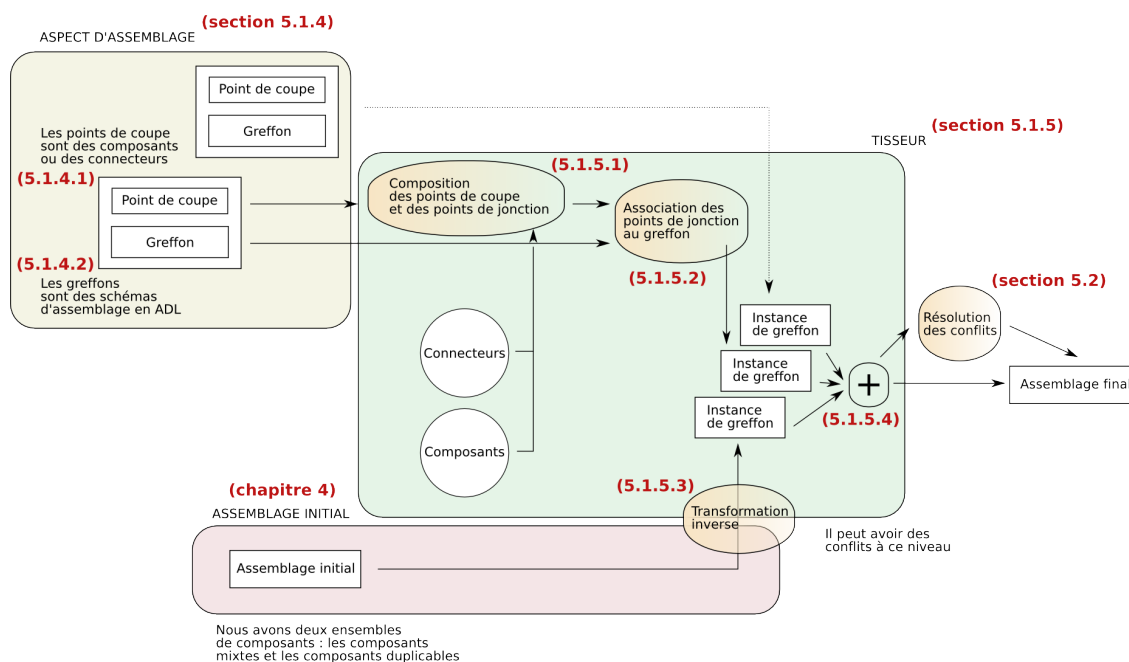 (section 5.1.4)
ASPECT D'ASSEMBLAGE
Point de coupe
Greffon
Les points de coupe
sont des composants
ou des connecteurs
(5.1.4.1)
Point de coupe
Greffon
(5.1.4.2)
Les greffons
sont des schémas
d'assemblage en ADL
(section 5.1.5)
TISSEUR
(5.1.5.1)
Composition
des points de coupe
et des points de jonction
Association des
points de jonction
au greffon
(5.1.5.2)
Connecteurs
Composants
Instance
de greffon
Instance
de greffon
Instance
de greffon
+
(5.1.5.4)
(section 5.2)
Résolution
des conflits
Assemblage final
(5.1.5.3)
Transformation
inverse
Il peut avoir des
conflits à ce niveau
(chapitre 4)
ASSEMBLAGE INITIAL
Assemblage initial
Nous avons deux ensembles
de composants : les composants
mixtes et les composants duplicables